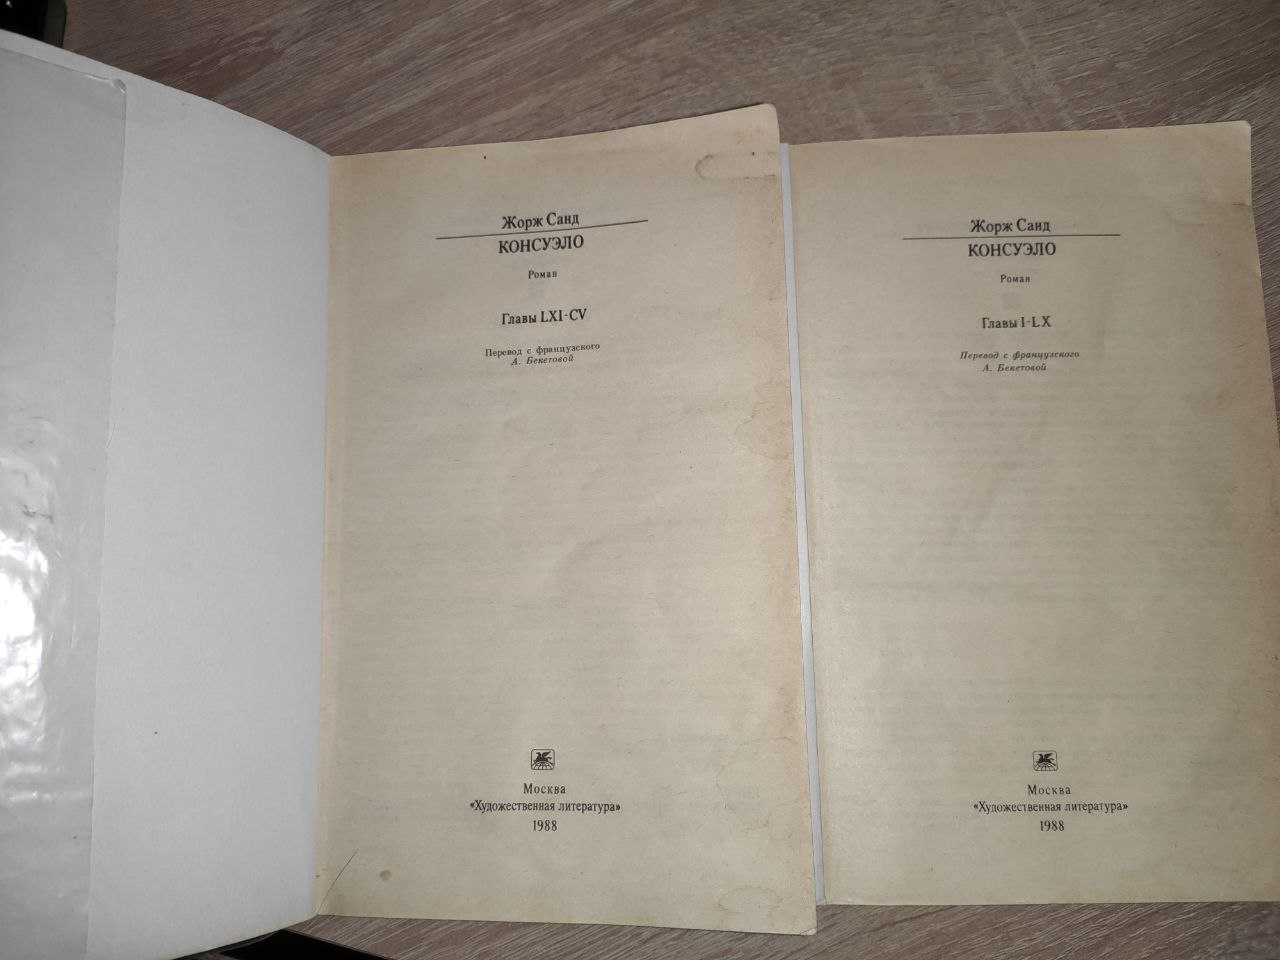 Жорж Санд
КОНСУЭЛО
Роман
Главы LXI-CV
Перевод с французского
А. Бекетовой
Москва
«Художественная литература»
1988
Жорж Санд
КОНСУЭЛО
Роман
Главы I-LX
Перевод с французского
А. Бекетовой
Москва
«Художественная литература»
1988